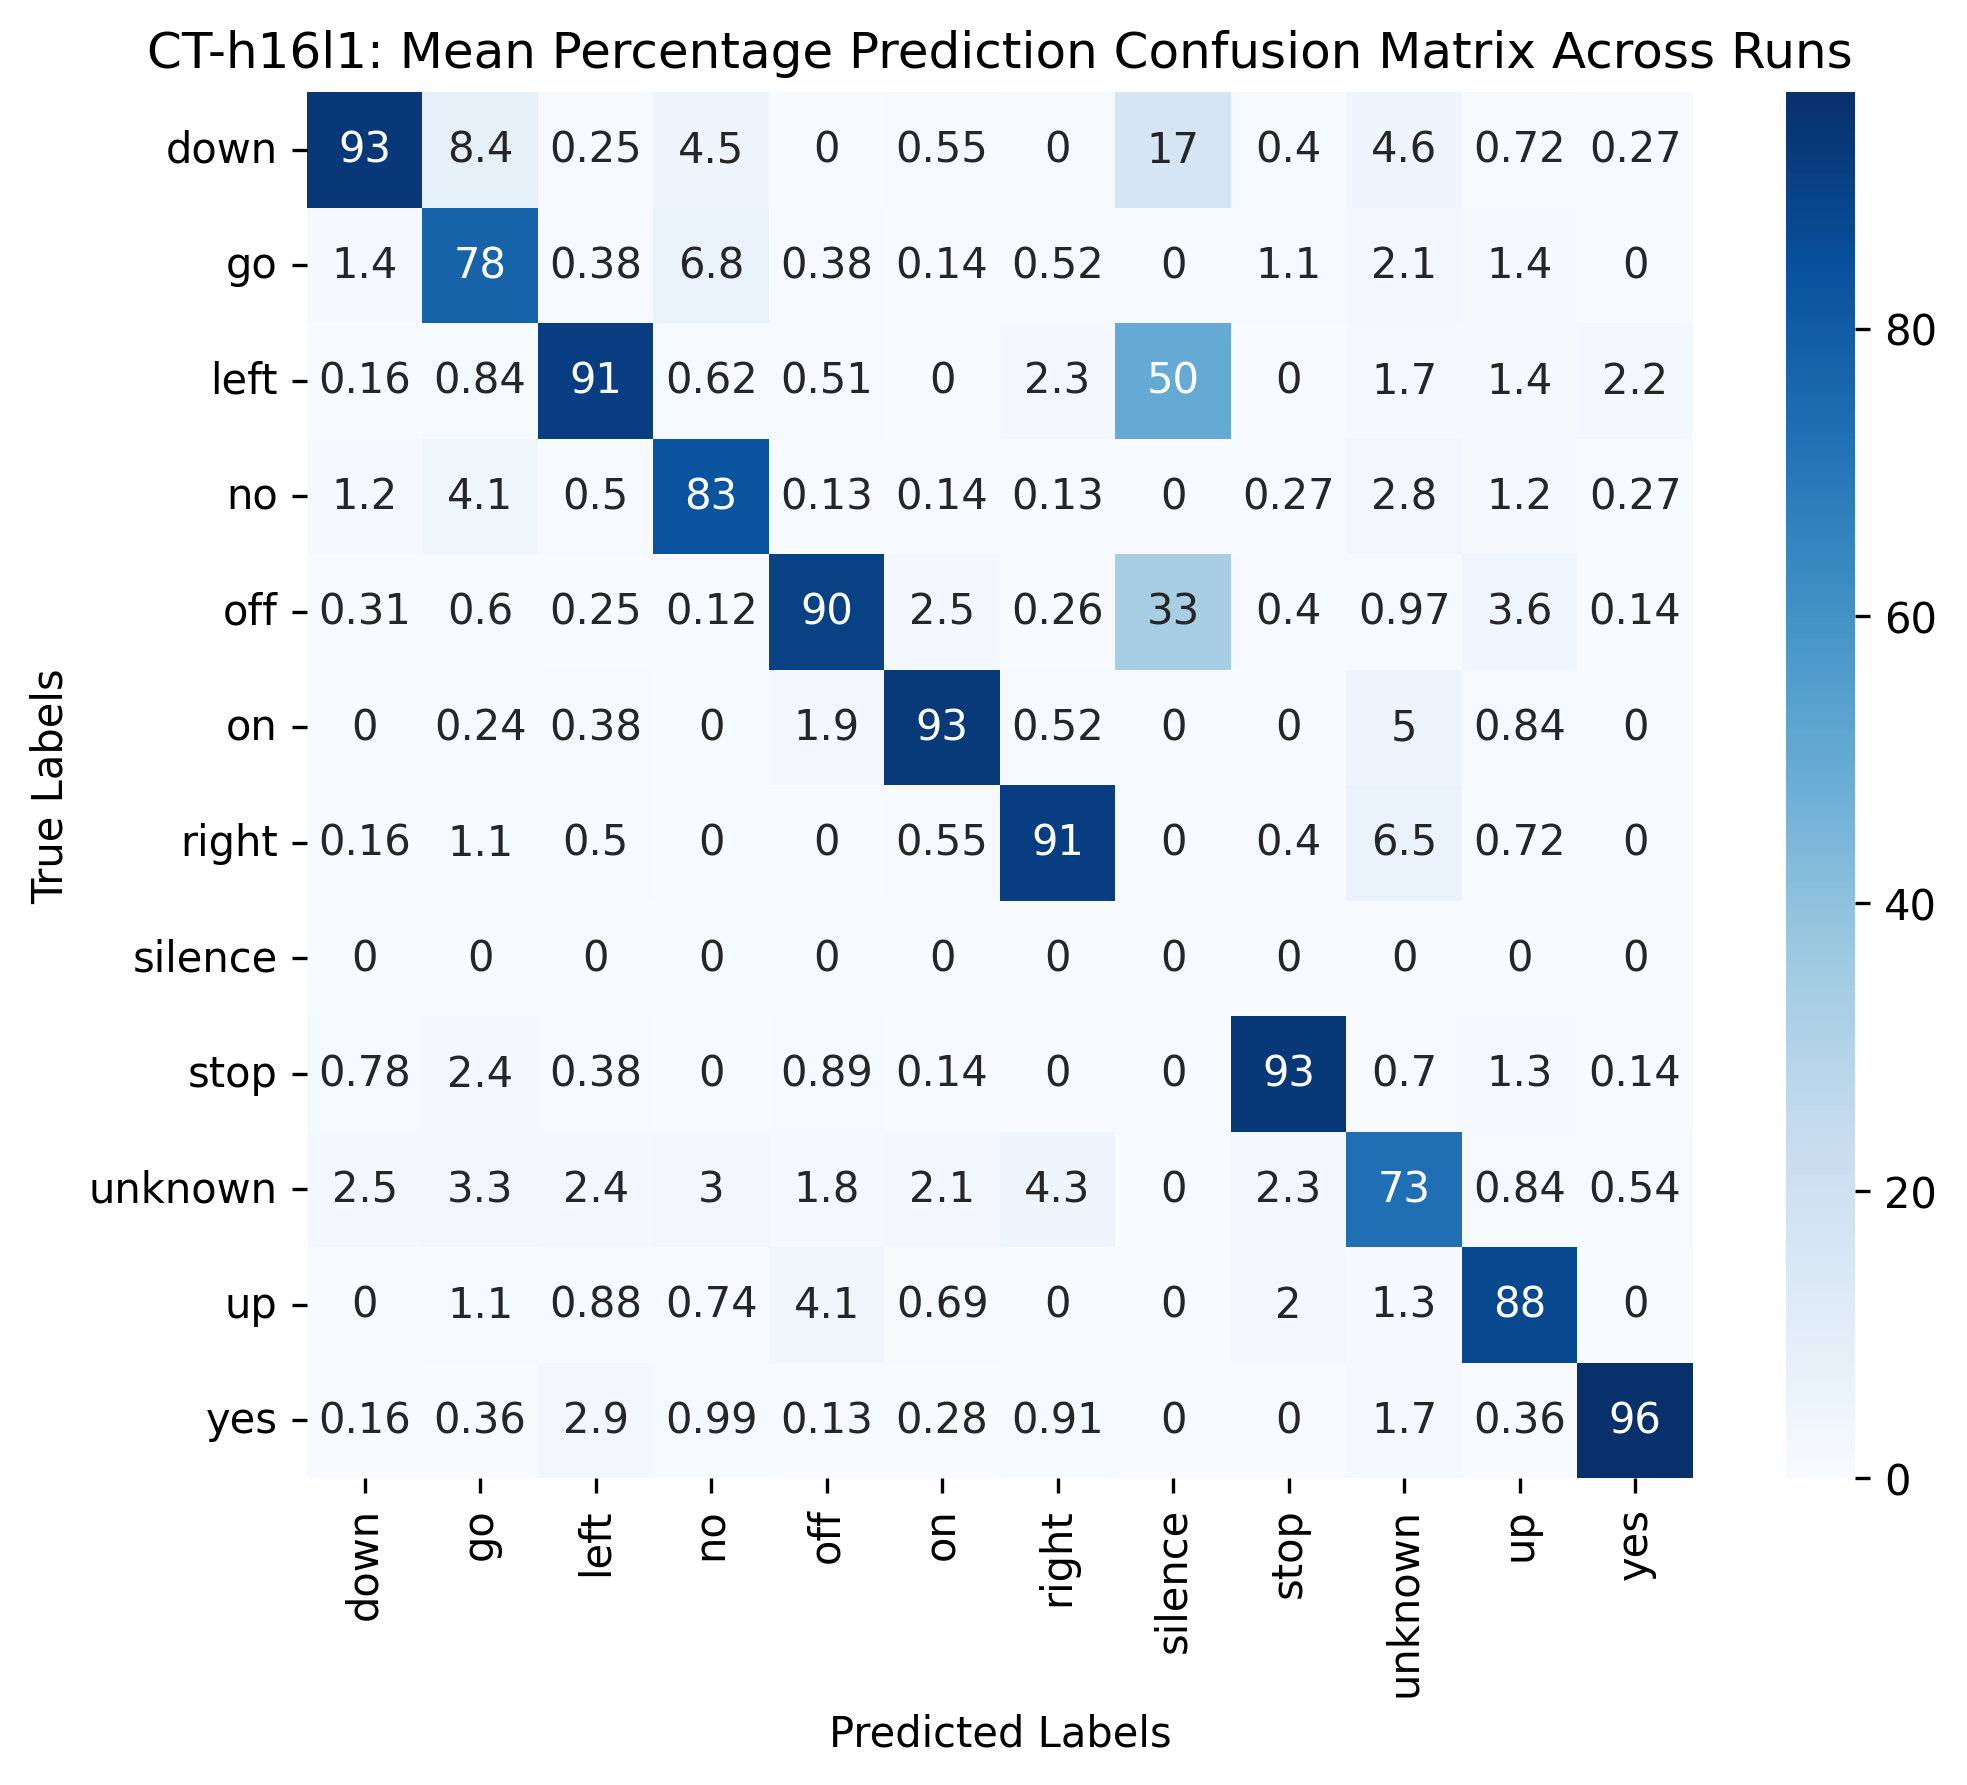 CT-h16l1: Mean Percentage Prediction Confusion Matrix Across Runs
down 93 8.4 0.25 4.5 0 0.55 0 17 0.4 4.6 0.72 0.27
go 1.4 78 0.38 6.8 0.38 0.14 0.52 0 1.1 2.1 1.4 0
left 0.16 0.84 91 0.62 0.51 0 2.3 50 0 1.7 1.4 2.2
no 1.2 4.1 0.5 83 0.13 0.14 0.13 0 0.27 2.8 1.2 0.27
off 0.31 0.6 0.25 0.12 90 2.5 0.26 33 0.4 0.97 3.6 0.14
on 0 0.24 0.38 0 1.9 93 0.52 0 0 5 0.84 0
right 0.16 1.1 0.5 0 0 0.55 91 0 0.4 6.5 0.72 0
silence 0 0 0 0 0 0 0 0 0 0 0 0
stop 0.78 2.4 0.38 0 0.89 0.14 0 0 93 0.7 1.3 0.14
unknown 2.5 3.3 2.4 3 1.8 2.1 4.3 0 2.3 73 0.84 0.54
up 0 1.1 0.88 0.74 4.1 0.69 0 0 2 1.3 88 0
yes 0.16 0.36 2.9 0.99 0.13 0.28 0.91 0 0 1.7 0.36 96
down go left no off on right silence stop unknown up yes
Predicted Labels
True Labels
80
60
40
20
0